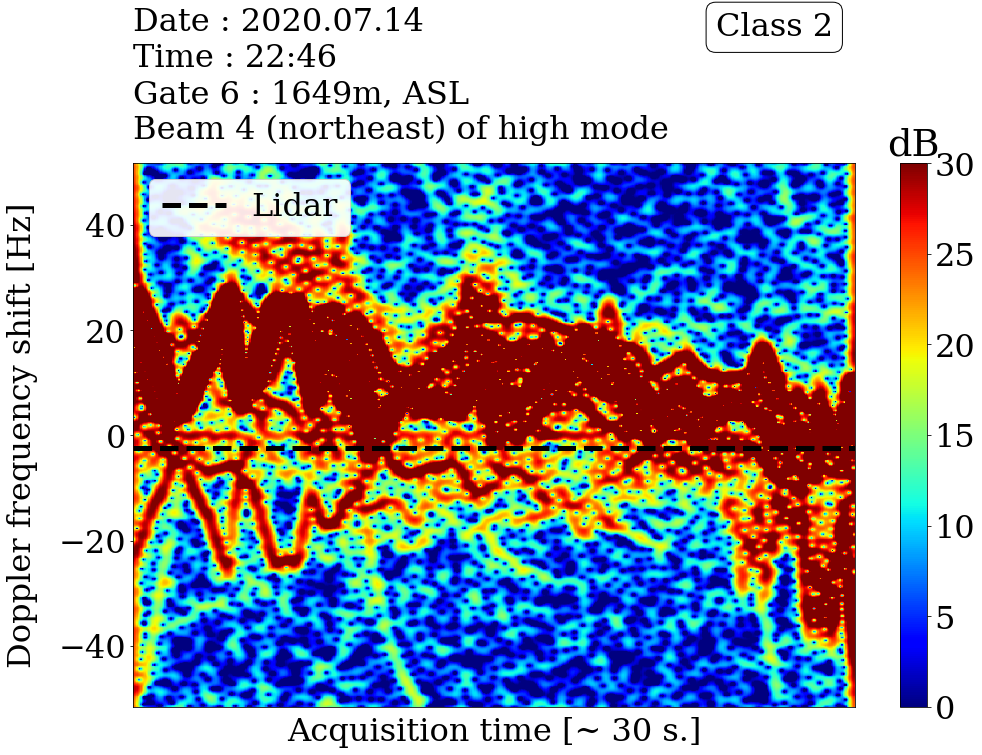 Date : 2020.07.14
Time : 22:46
Gate 6 : 1649m, ASL
Beam 4 (northeast) of high mode
Class 2
dB
Lidar
Doppler frequency shift [Hz]
40
20
0
−20
−40
30
25
20
15
10
5
0
Acquisition time [~ 30 s.]